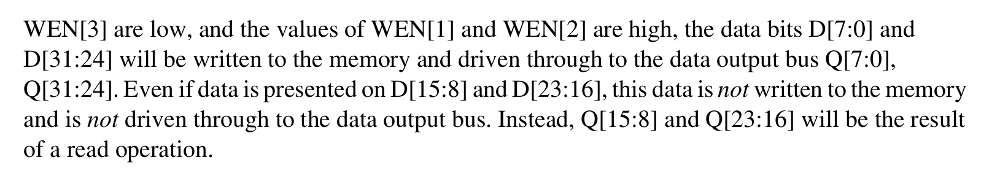 WEN[3] are low, and the values of WEN[1] and WEN[2] are high, the data bits D[7:0] and
D[31:24] will be written to the memory and driven through to the data output bus Q[7:0],
Q[31:24]. Even if data is presented on D[15:8] and D[23:16], this data is not written to the memory
and is not driven through to the data output bus. Instead, Q[15:8] and Q[23:16] will be the result
of a read operation.